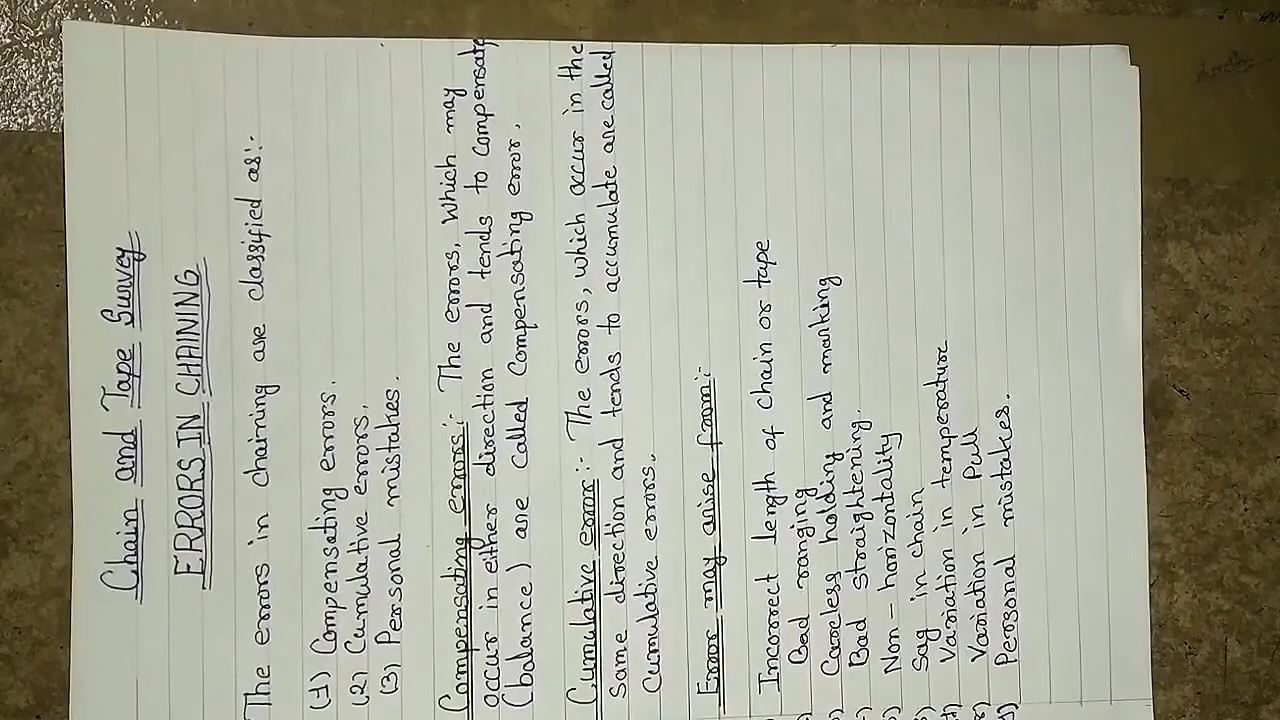 Chain and Tape Survey
ERRORS IN CHAINING
The errors in chaining are classified as:-
(1) Compensating errors.
(2) Cumulative errors.
(3) Personal mistakes.
Compensating errors:- The errors, which may
occur in either direction and tends to compensate
(balance) are called compensating error.
Cumulative error:- The errors, which occur in the
same direction and tends to accumulate are called
cumulative errors.
Error may arise from:-
Incorrect length of chain or tape
Bad ranging
Careless holding and marking
Bad straightening.
Non-horizontality
Sag in chain
Variation in temperature
Variation in Pull
Personal mistakes.